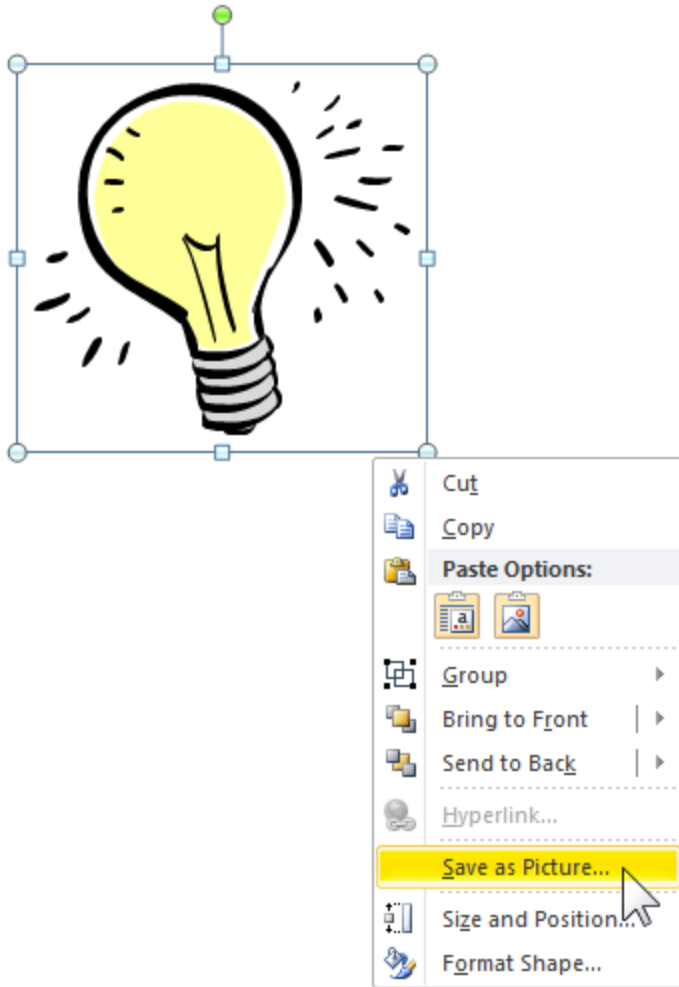 Cut
Copy
Paste Options:
a
Group
Bring to Front
Send to Back
Hyperlink...
Save as Picture...
Size and Position...
Format Shape...